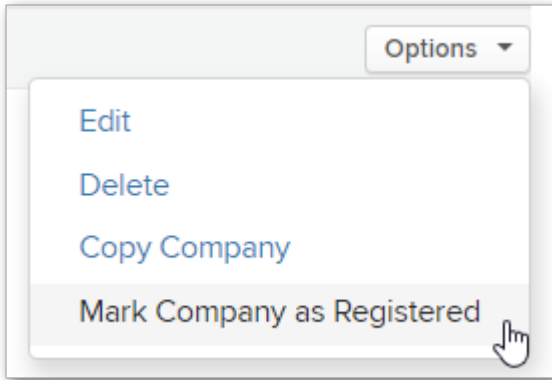 Options
Edit
Delete
Copy Company
Mark Company as Registered